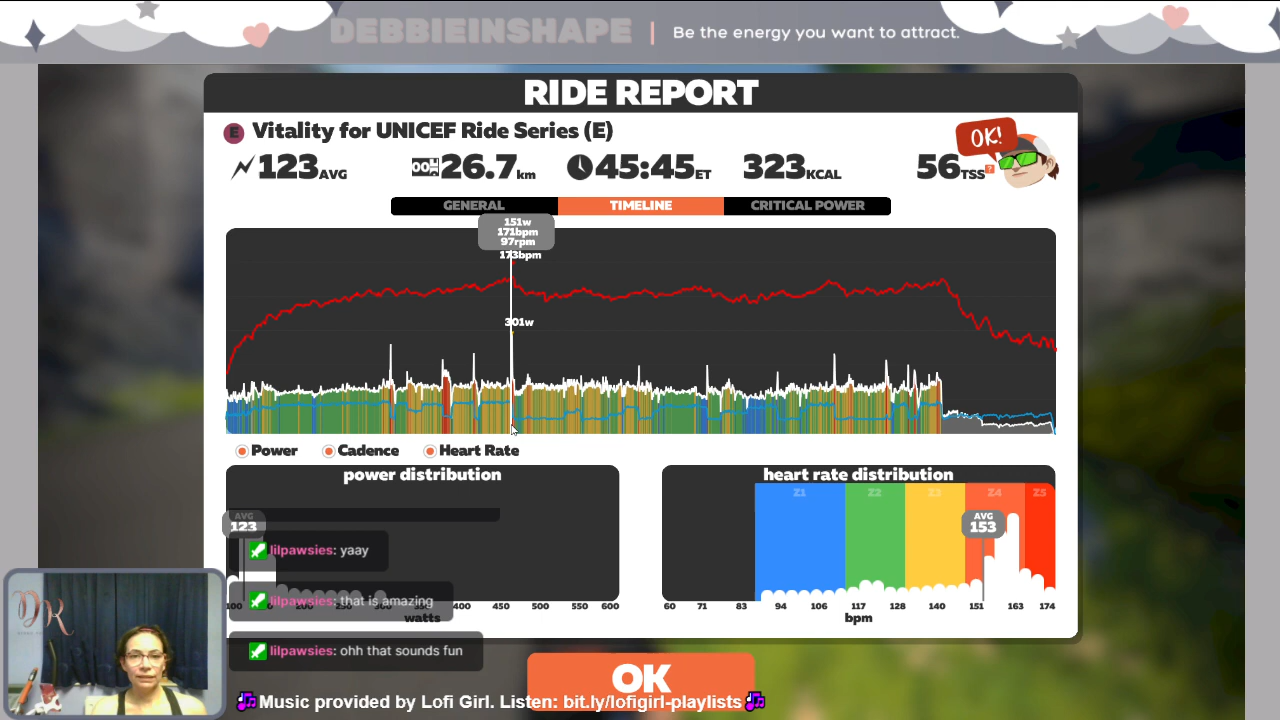 DEBBIEINSHAPE | Be the energy you want to attract.
RIDE REPORT
E Vitality for UNICEF Ride Series (E)
OK!
123AVG 26.7km 45:45ET 323KCAL 56TSS ?
GENERAL TIMELINE CRITICAL POWER
151w
171bpm
97rpm
173bpm
301w
Power Cadence Heart Rate
power distribution
AVG
123
400 450 500 550 600
watts
heart rate distribution
Z1 Z2 Z3 Z4 Z5
AVG
153
60 71 83 94 106 117 128 140 151 163 174
bpm
lilpawsies: yaay
lilpawsies: that is amazing
lilpawsies: ohh that sounds fun
DK
OK
Music provided by Lofi Girl. Listen: bit.ly/lofigirl-playlists